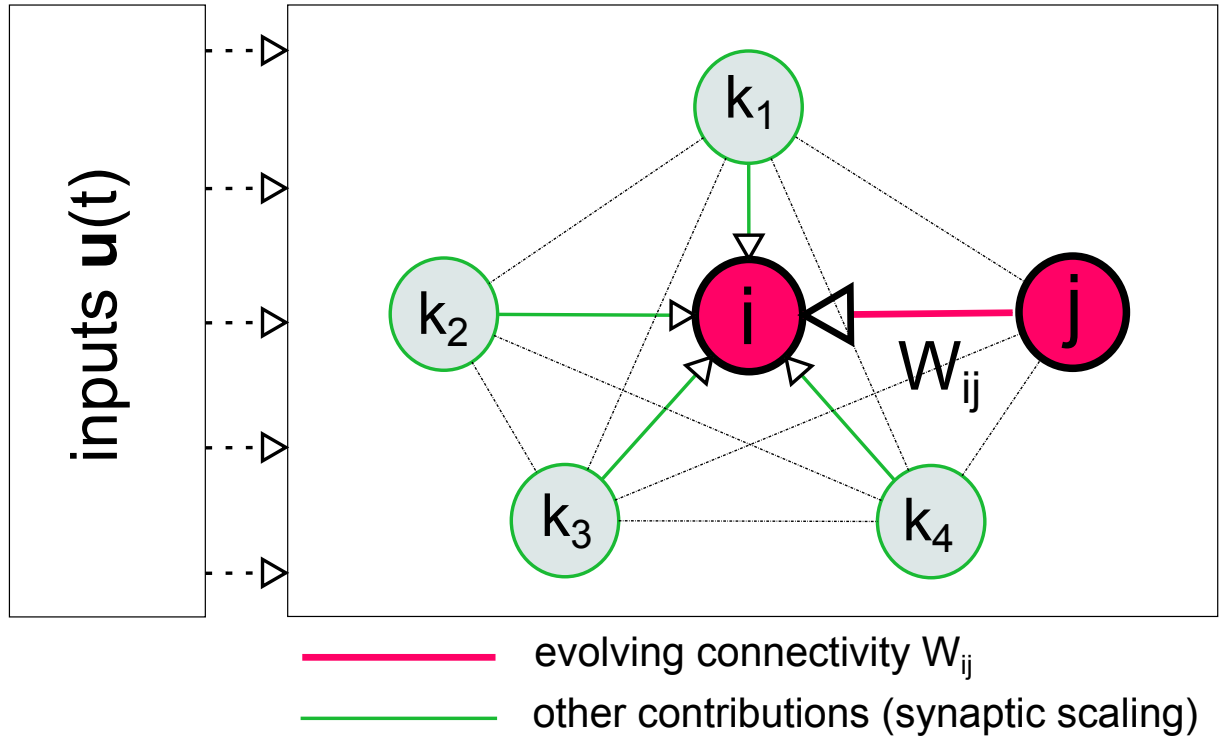 inputs u(t)
k₁
k₂
i
j
Wᵢⱼ
k₃
k₄
evolving connectivity Wᵢⱼ
other contributions (synaptic scaling)